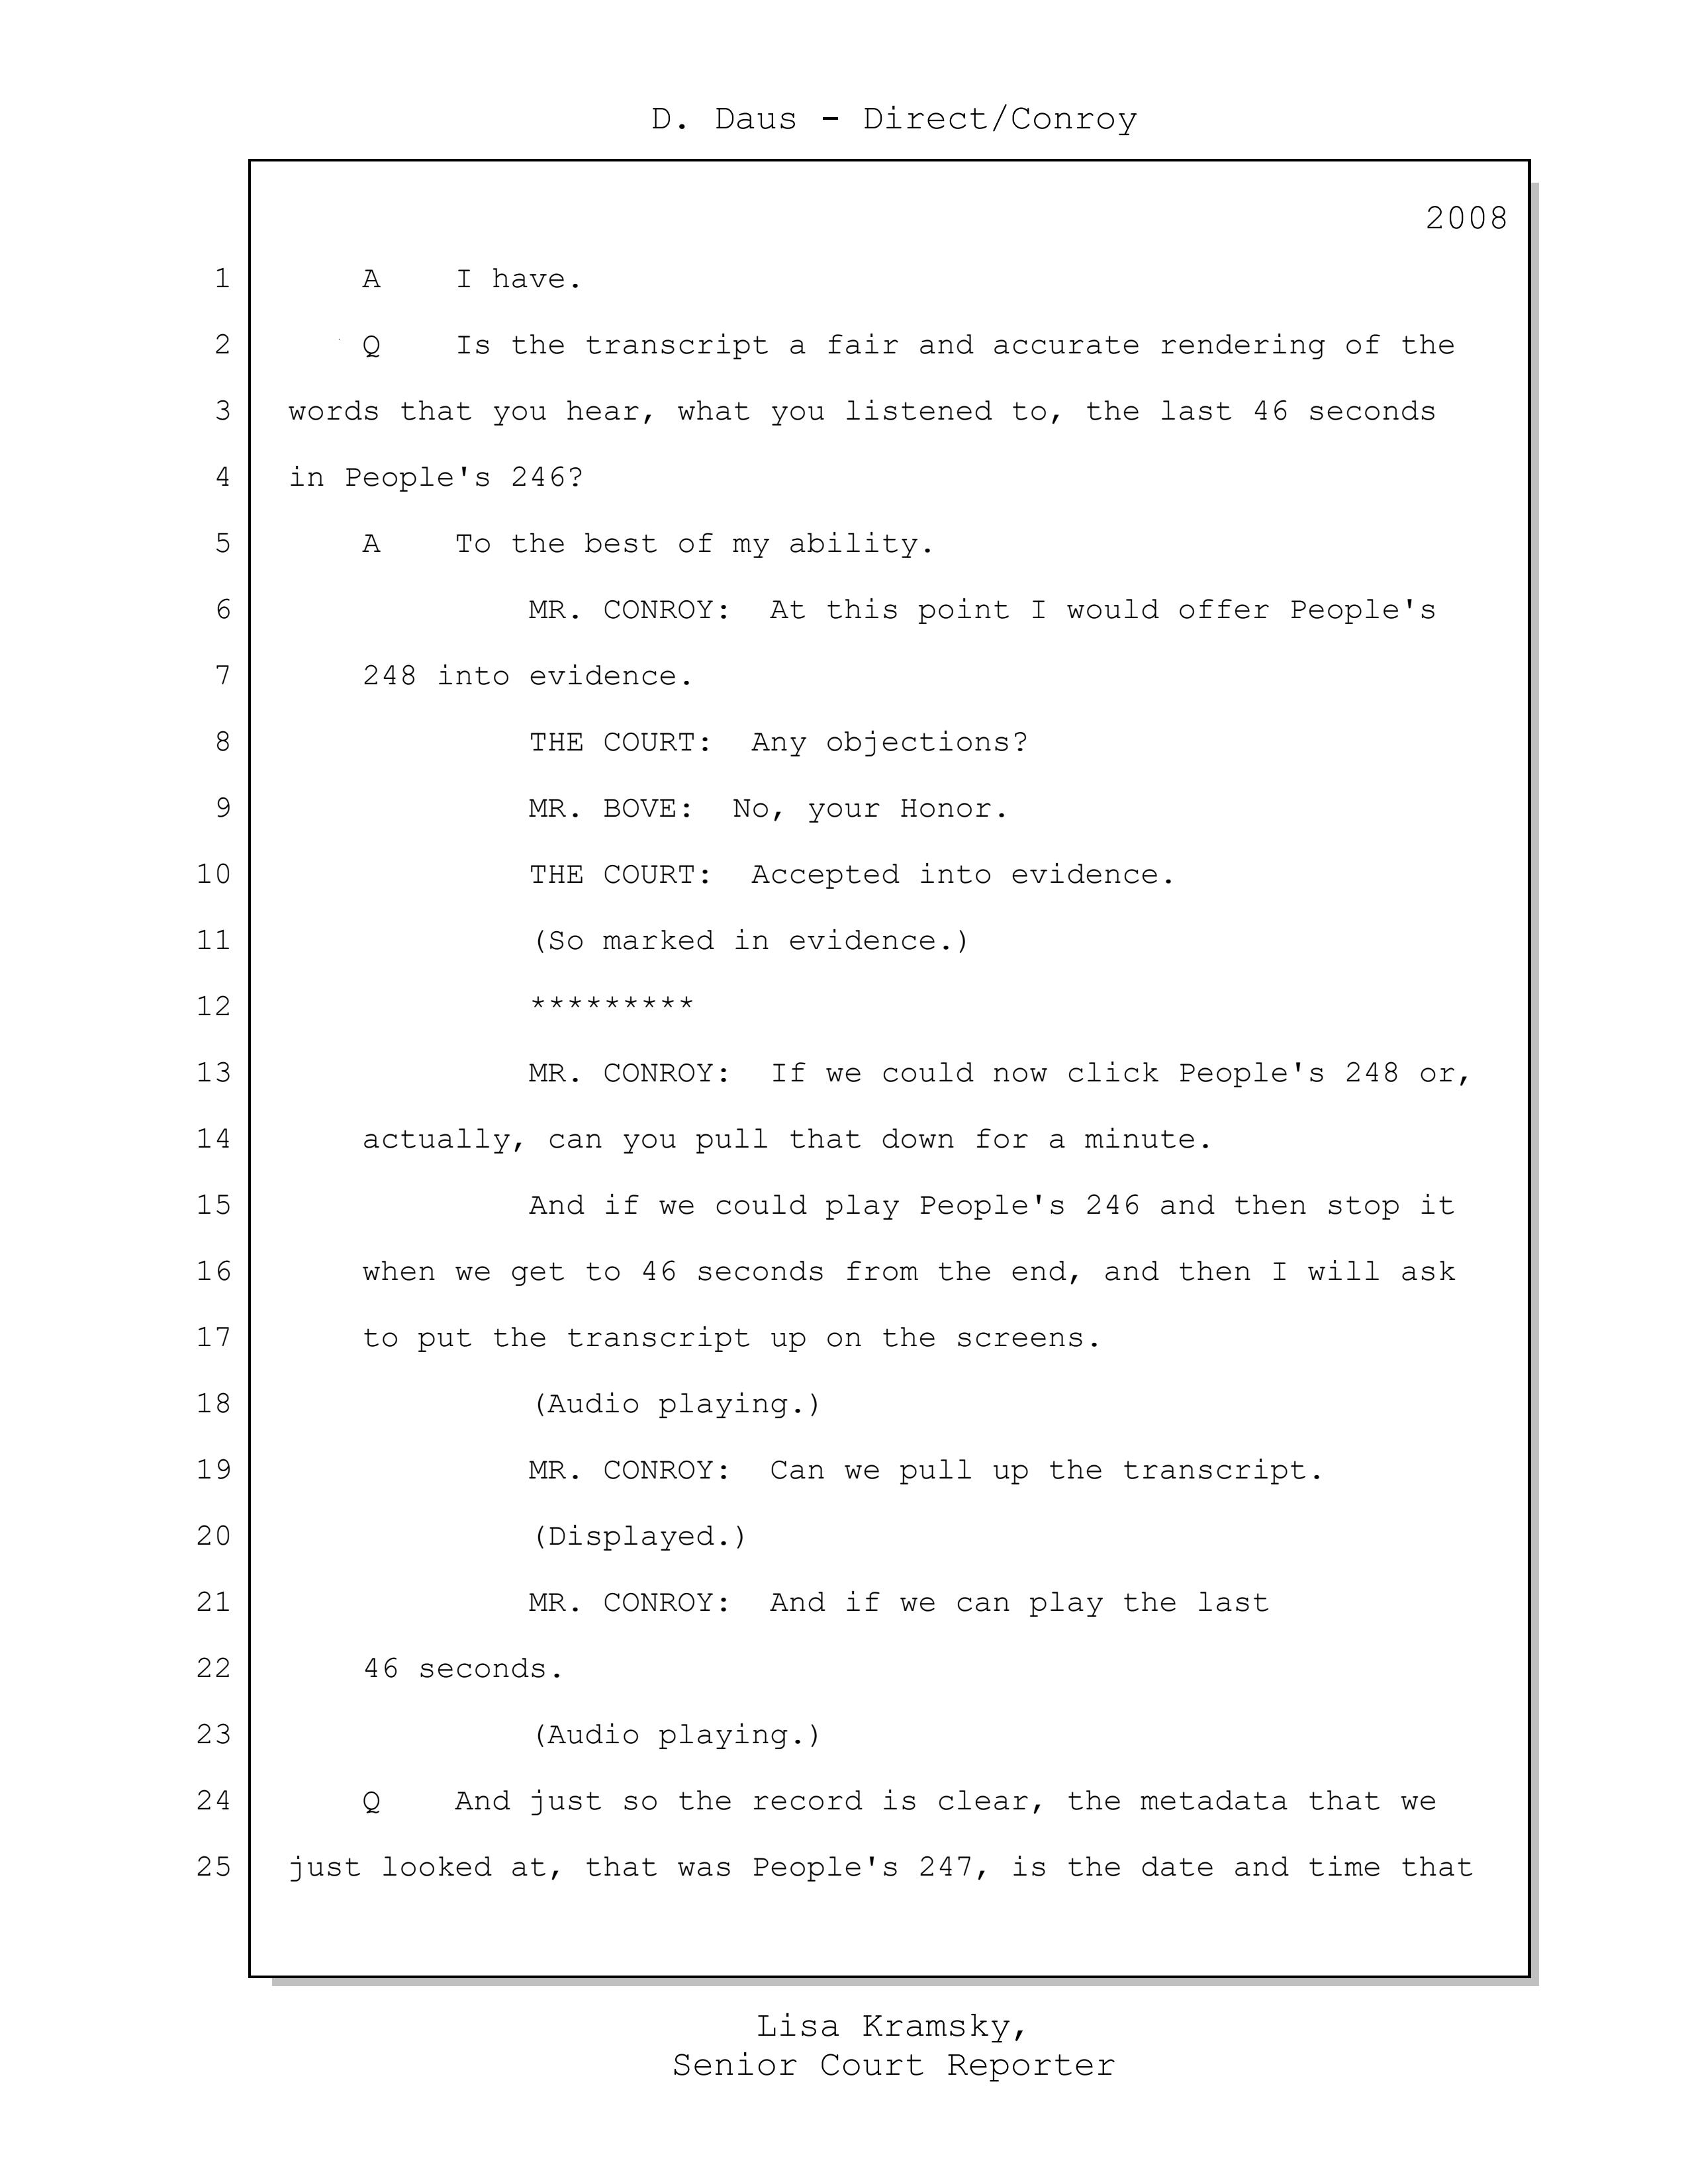 D. Daus - Direct/Conroy
2008
1 A I have.
2 Q Is the transcript a fair and accurate rendering of the
3 words that you hear, what you listened to, the last 46 seconds
4 in People's 246?
5 A To the best of my ability.
6 MR. CONROY: At this point I would offer People's
7 248 into evidence.
8 THE COURT: Any objections?
9 MR. BOVE: No, your Honor.
10 THE COURT: Accepted into evidence.
11 (So marked in evidence.)
12 *********
13 MR. CONROY: If we could now click People's 248 or,
14 actually, can you pull that down for a minute.
15 And if we could play People's 246 and then stop it
16 when we get to 46 seconds from the end, and then I will ask
17 to put the transcript up on the screens.
18 (Audio playing.)
19 MR. CONROY: Can we pull up the transcript.
20 (Displayed.)
21 MR. CONROY: And if we can play the last
22 46 seconds.
23 (Audio playing.)
24 Q And just so the record is clear, the metadata that we
25 just looked at, that was People's 247, is the date and time that
Lisa Kramsky,
Senior Court Reporter